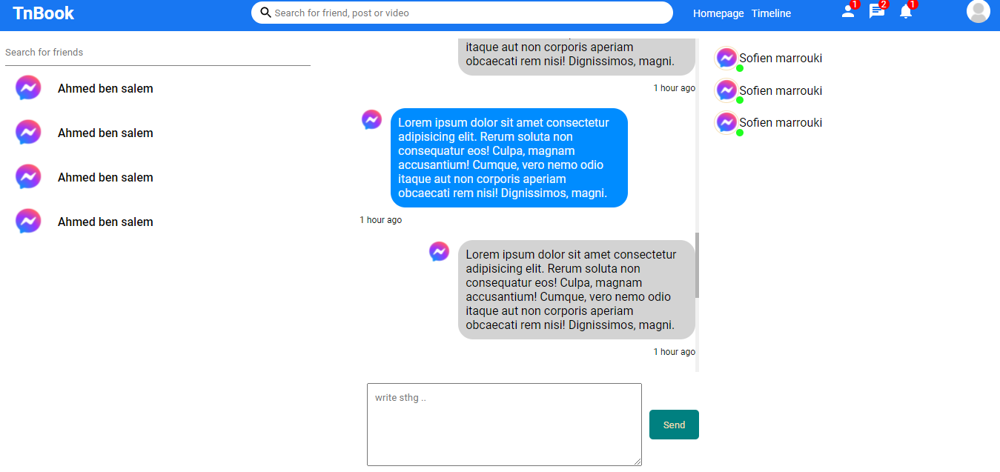 TnBook
Search for friend, post or video
Homepage Timeline
1
2
1
Search for friends
Ahmed ben salem
Ahmed ben salem
Ahmed ben salem
Ahmed ben salem
itaque aut non corporis aperiam
obcaecati rem nisi! Dignissimos, magni.
1 hour ago
Lorem ipsum dolor sit amet consectetur
adipisicing elit. Rerum soluta non
consequatur eos! Culpa, magnam
accusantium! Cumque, vero nemo odio
itaque aut non corporis aperiam
obcaecati rem nisi! Dignissimos, magni.
1 hour ago
Lorem ipsum dolor sit amet consectetur
adipisicing elit. Rerum soluta non
consequatur eos! Culpa, magnam
accusantium! Cumque, vero nemo odio
itaque aut non corporis aperiam
obcaecati rem nisi! Dignissimos, magni.
1 hour ago
write sthg ..
Send
Sofien marrouki
Sofien marrouki
Sofien marrouki